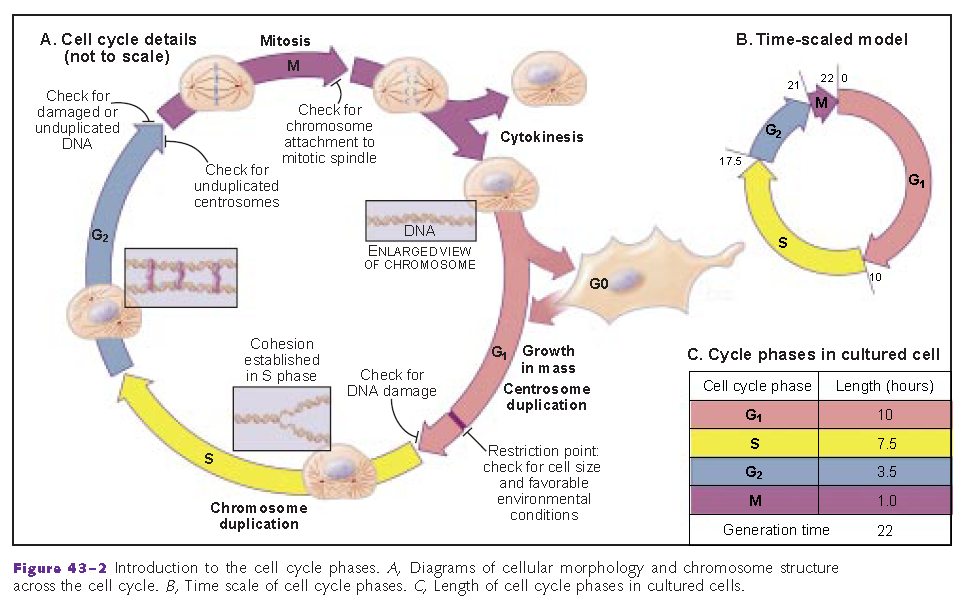 A. Cell cycle details
(not to scale)
Mitosis
M
Check for
damaged or
unduplicated
DNA
Check for
chromosome
attachment to
mitotic spindle
Cytokinesis
Check for
unduplicated
centrosomes
G2
DNA
ENLARGED VIEW
OF CHROMOSOME
G0
G1
Growth
in mass
Centrosome
duplication
Cohesion
established
in S phase
Check for
DNA damage
Restriction point:
check for cell size
and favorable
environmental
conditions
S
Chromosome
duplication
B. Time-scaled model
21
22
0
M
G2
17.5
G1
S
10
C. Cycle phases in cultured cell
Cell cycle phase Length (hours)
G1 10
S 7.5
G2 3.5
M 1.0
Generation time 22
Figure 43–2 Introduction to the cell cycle phases. A, Diagrams of cellular morphology and chromosome structure
across the cell cycle. B, Time scale of cell cycle phases. C, Length of cell cycle phases in cultured cells.